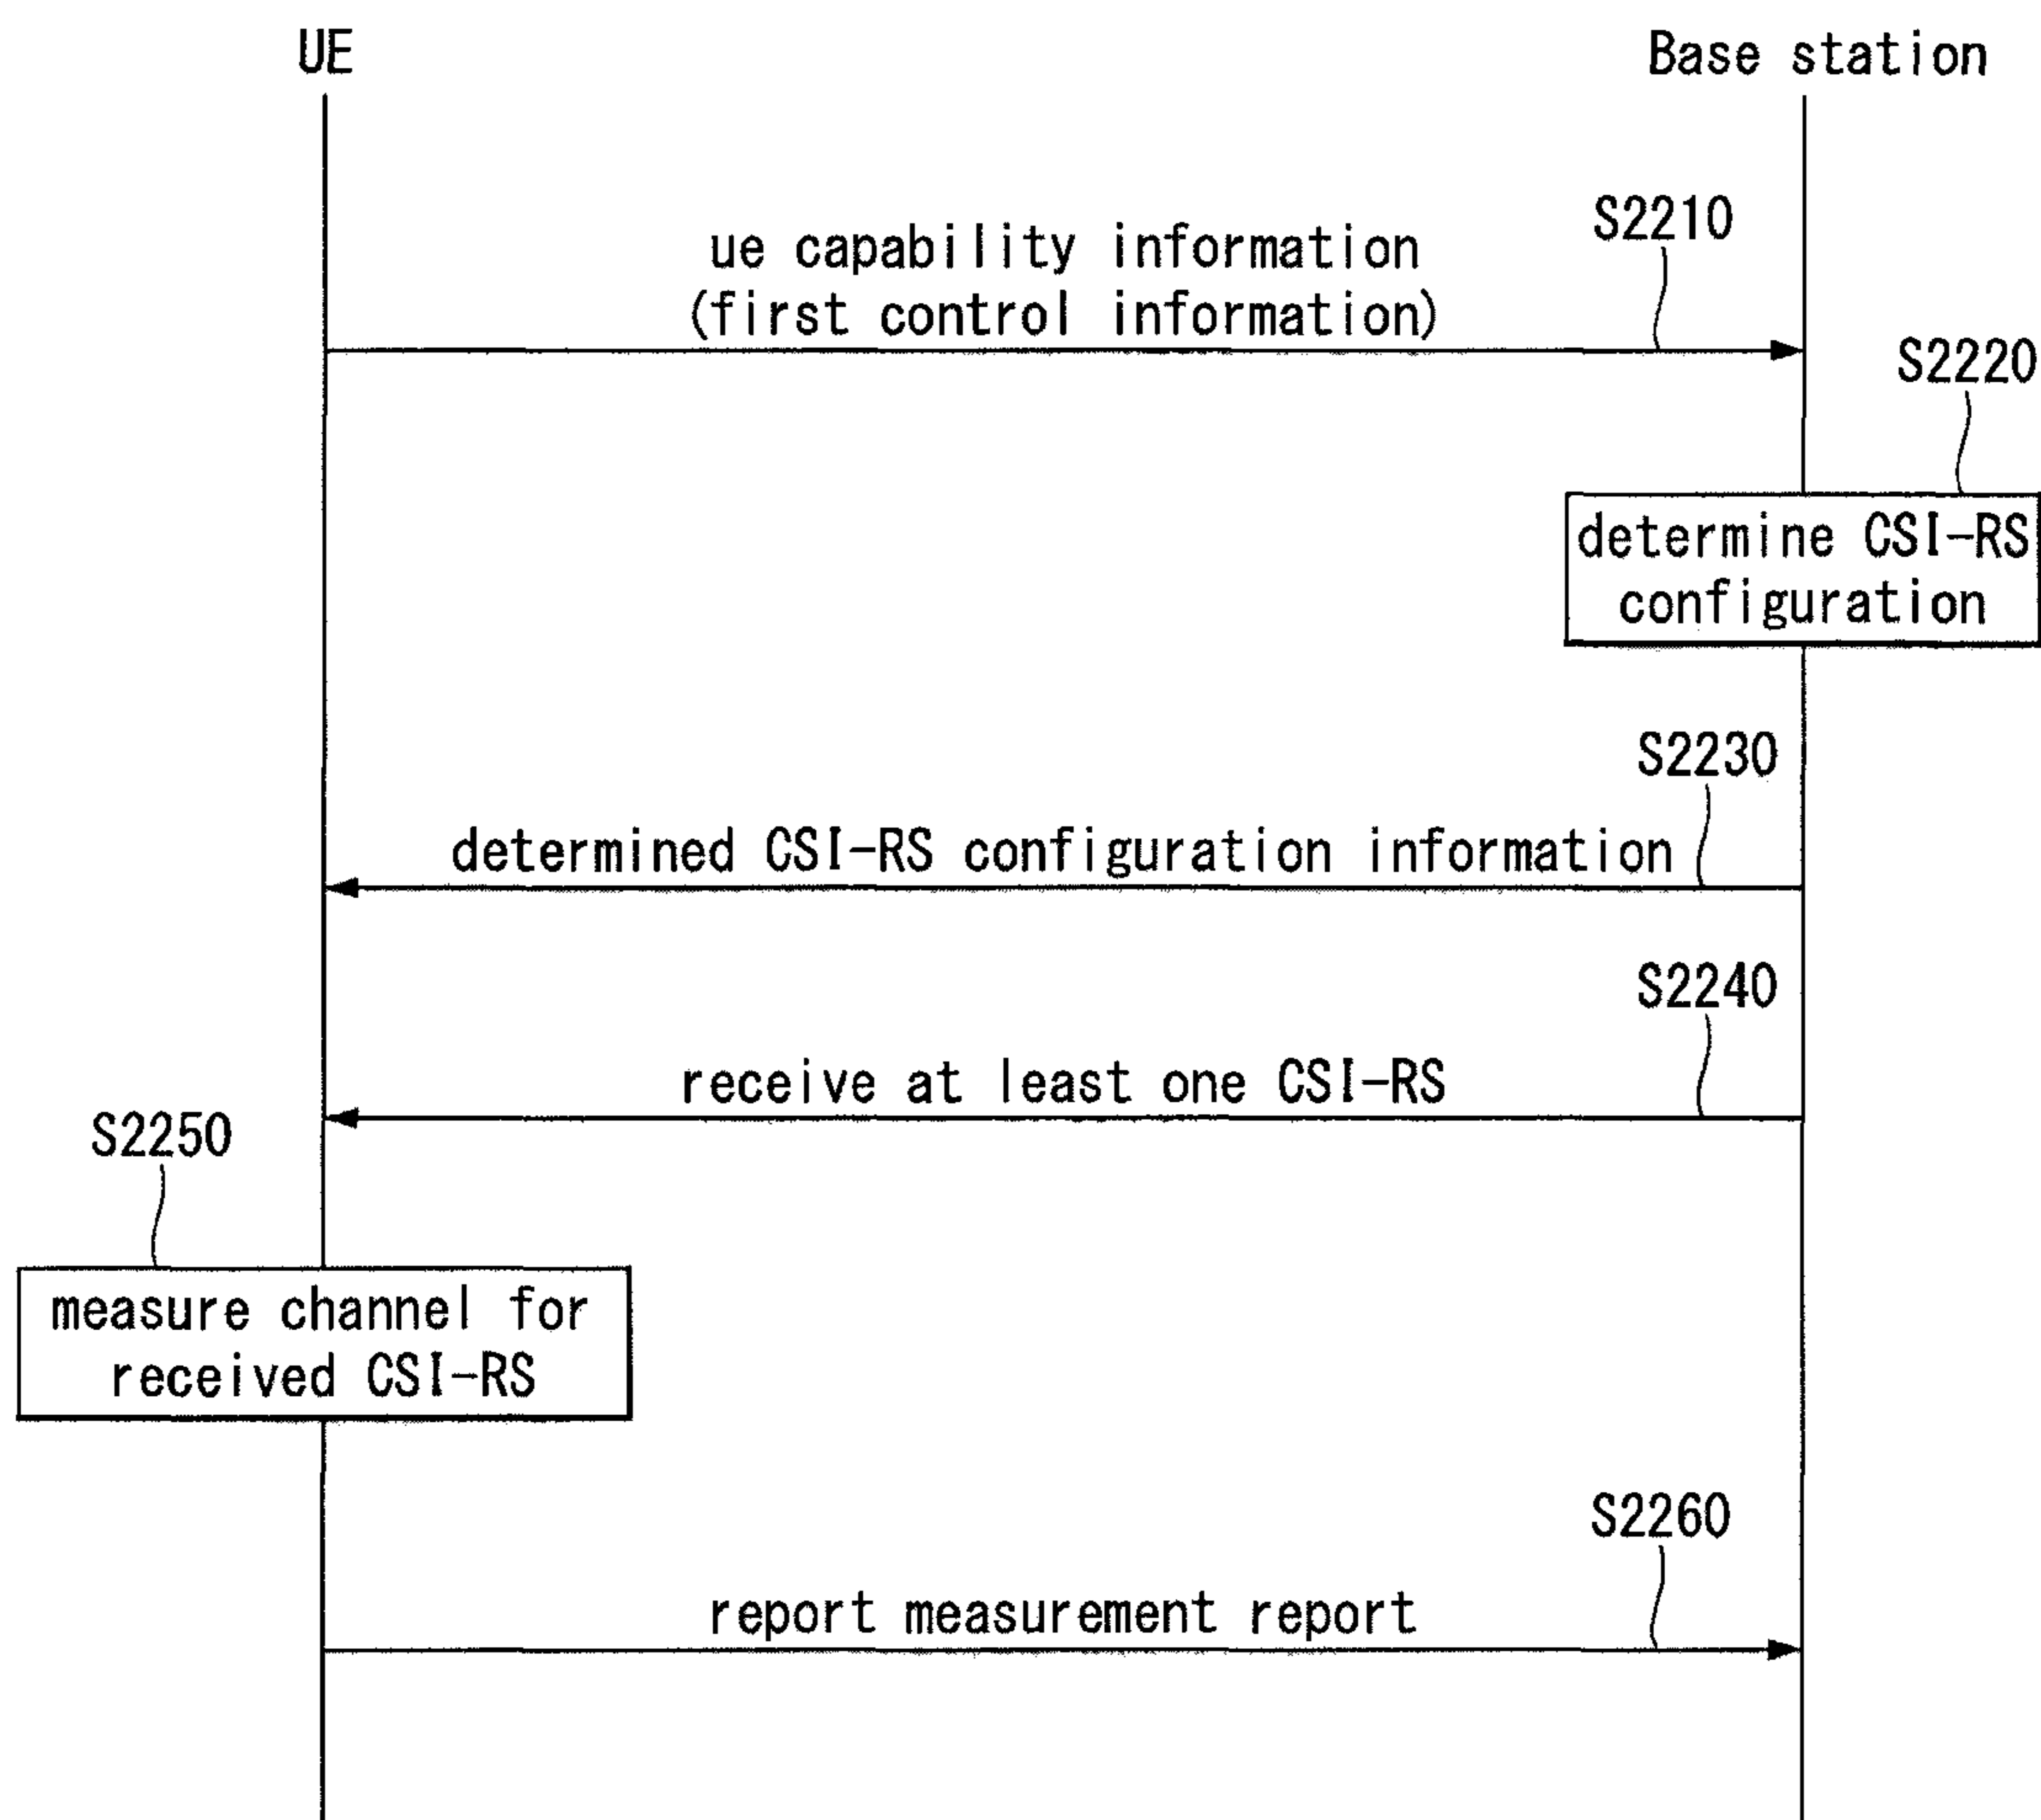 UE
Base station
S2210
ue capability information
(first control information)
S2220
determine CSI-RS
configuration
S2230
determined CSI-RS configuration information
S2240
receive at least one CSI-RS
S2250
measure channel for
received CSI-RS
S2260
report measurement report